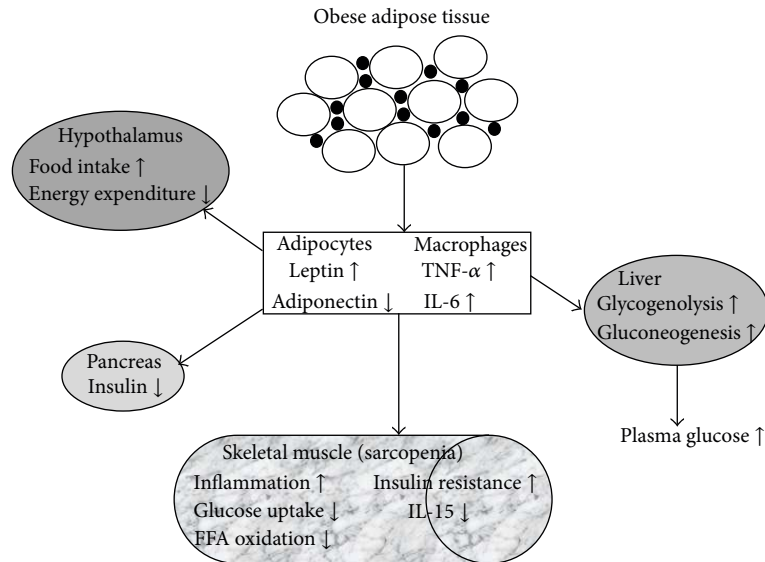 Obese adipose tissue
Hypothalamus
Food intake ↑
Energy expenditure ↓
Adipocytes
Leptin ↑
Adiponectin ↓
Macrophages
TNF-α ↑
IL-6 ↑
Liver
Glycogenolysis ↑
Gluconeogenesis ↑
Pancreas
Insulin ↓
Plasma glucose ↑
Skeletal muscle (sarcopenia)
Inflammation ↑
Glucose uptake ↓
FFA oxidation ↓
Insulin resistance ↑
IL-15 ↓